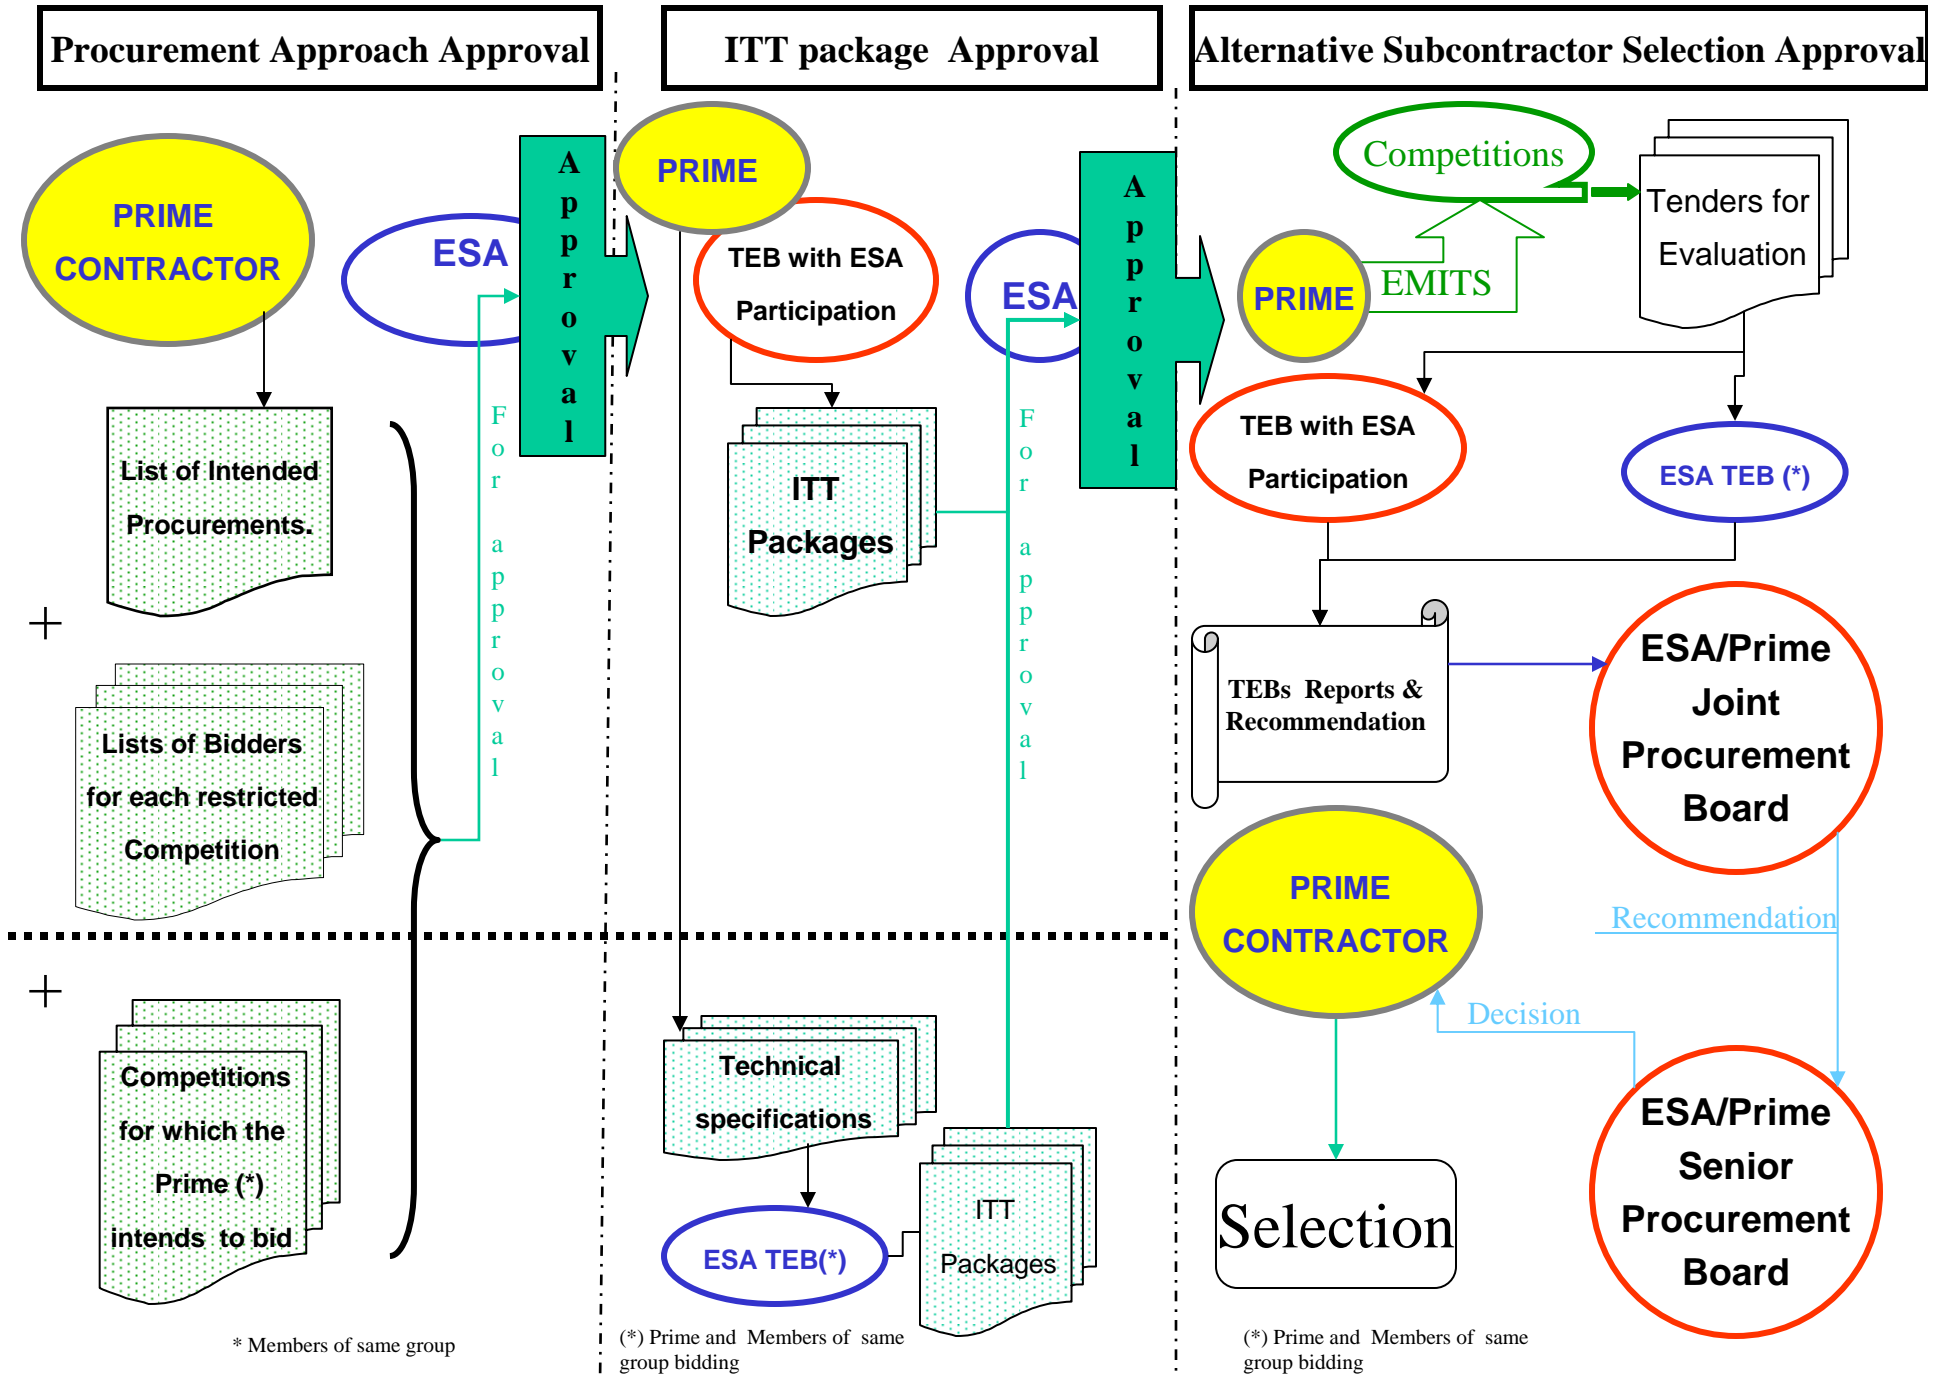 Procurement Approach Approval
PRIME
CONTRACTOR
ESA
Approval
For approval
List of Intended
Procurements.
+
Lists of Bidders
for each restricted
Competition
+
Competitions
for which the
Prime (*)
intends to bid
* Members of same group
ITT package Approval
PRIME
TEB with ESA
Participation
ESA
Approval
For approval
ITT
Packages
Technical
specifications
ESA TEB(*)
ITT
Packages
(*) Prime and Members of same
group bidding
Alternative Subcontractor Selection Approval
Competitions
EMITS
PRIME
Tenders for
Evaluation
TEB with ESA
Participation
ESA TEB (*)
TEBs Reports &
Recommendation
ESA/Prime
Joint
Procurement
Board
Recommendation
PRIME
CONTRACTOR
Decision
ESA/Prime
Senior
Procurement
Board
Selection
(*) Prime and Members of same
group bidding